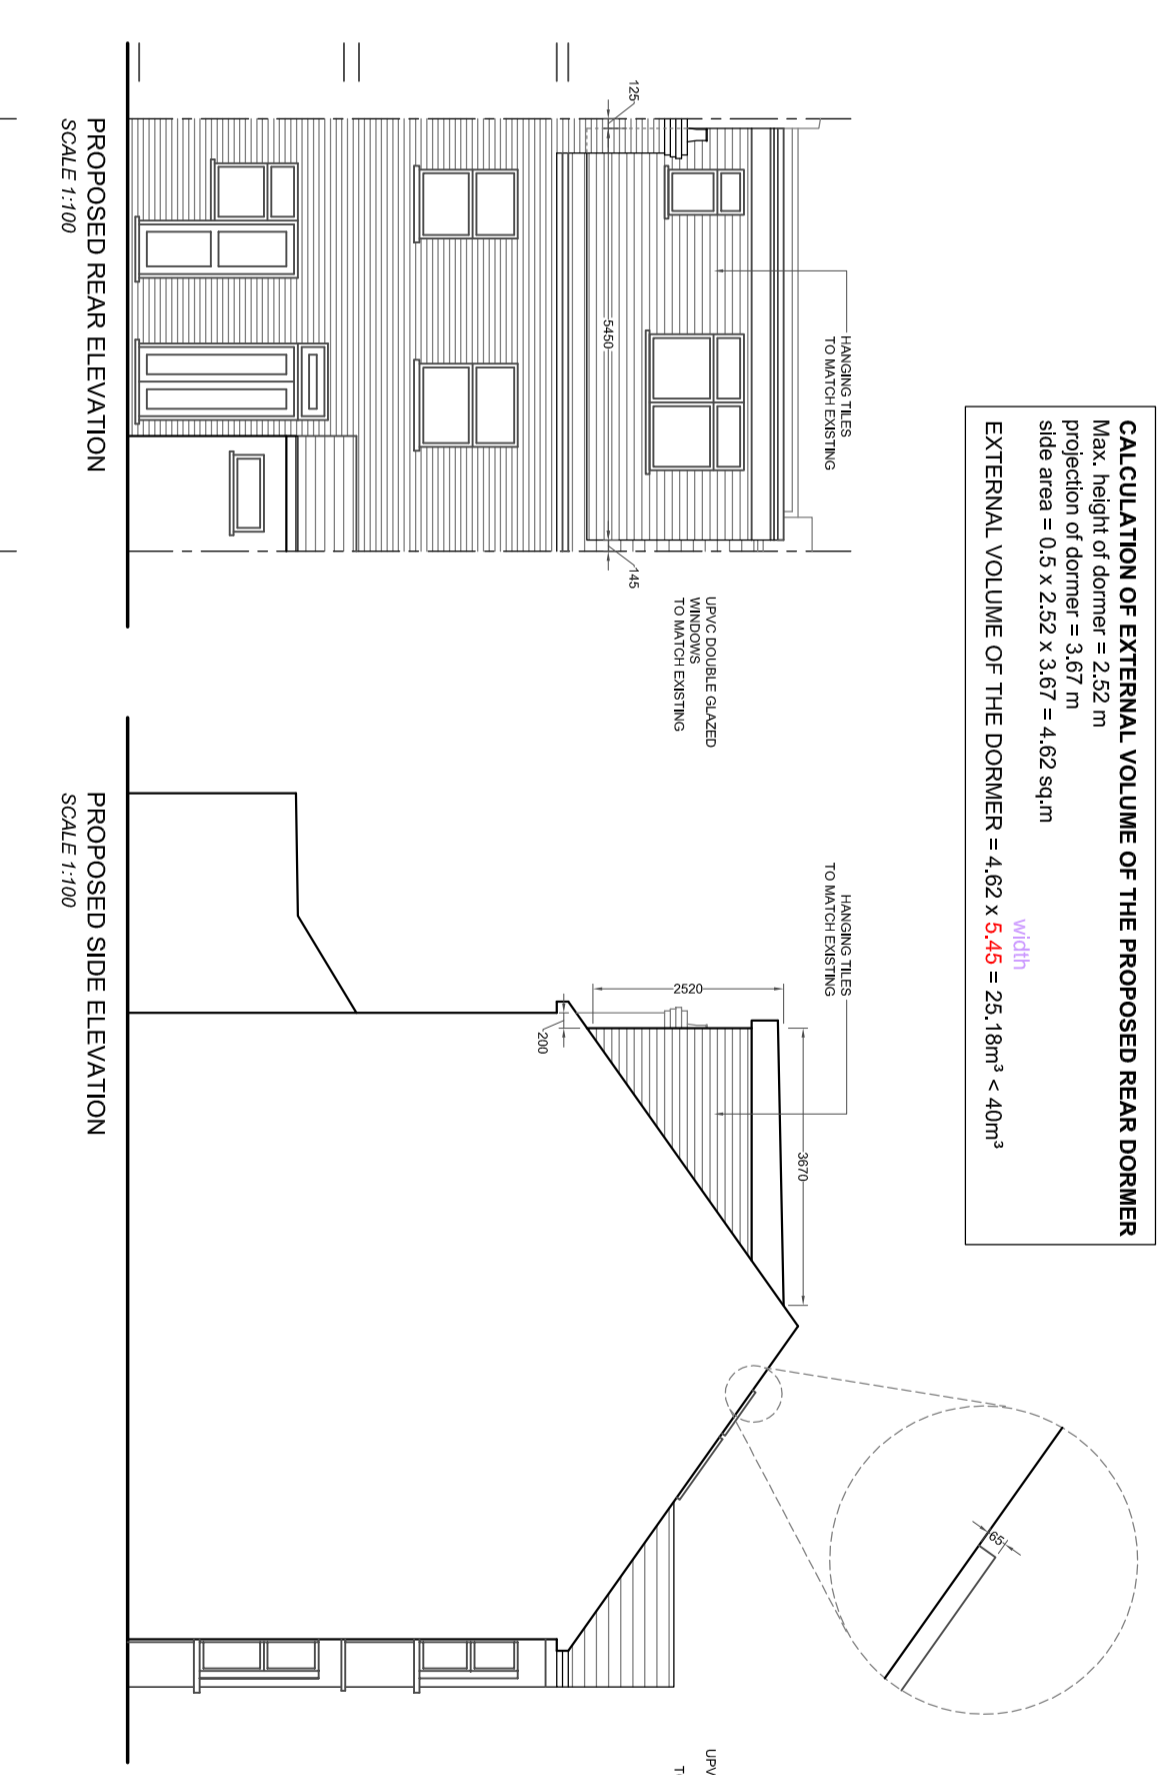 CALCULATION OF EXTERNAL VOLUME OF THE PROPOSED REAR DORMER
Max. height of dormer = 2.52 m
projection of dormer = 3.67 m
side area = 0.5 x 2.52 x 3.67 = 4.62 sq.m
width
EXTERNAL VOLUME OF THE DORMER = 4.62 x 5.45 = 25.18m³ < 40m³
HANGING TILES
TO MATCH EXISTING
125
5450
145
UPVC DOUBLE GLAZED
WINDOWS
TO MATCH EXISTING
PROPOSED REAR ELEVATION
SCALE 1:100
HANGING TILES
TO MATCH EXISTING
3670
2520
200
65
PROPOSED SIDE ELEVATION
SCALE 1:100
UPV